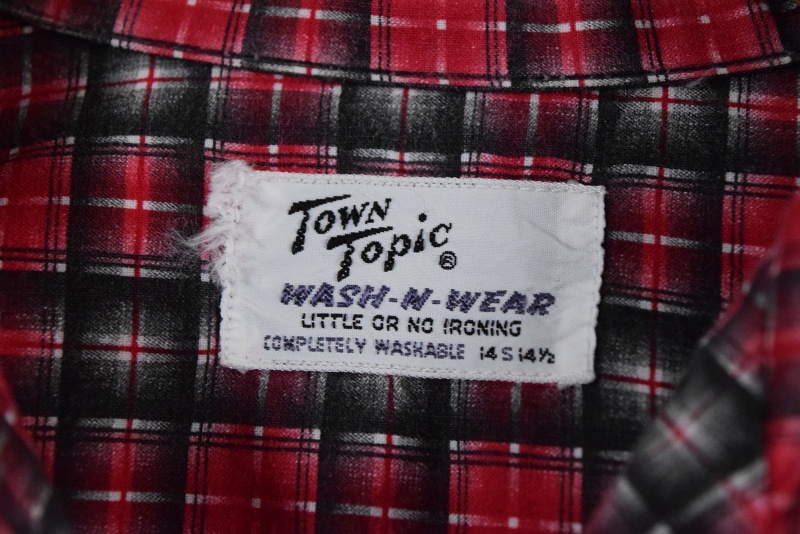 Town
Topic®
WASH-N-WEAR
LITTLE OR NO IRONING
COMPLETELY WASHABLE 14 S 14½